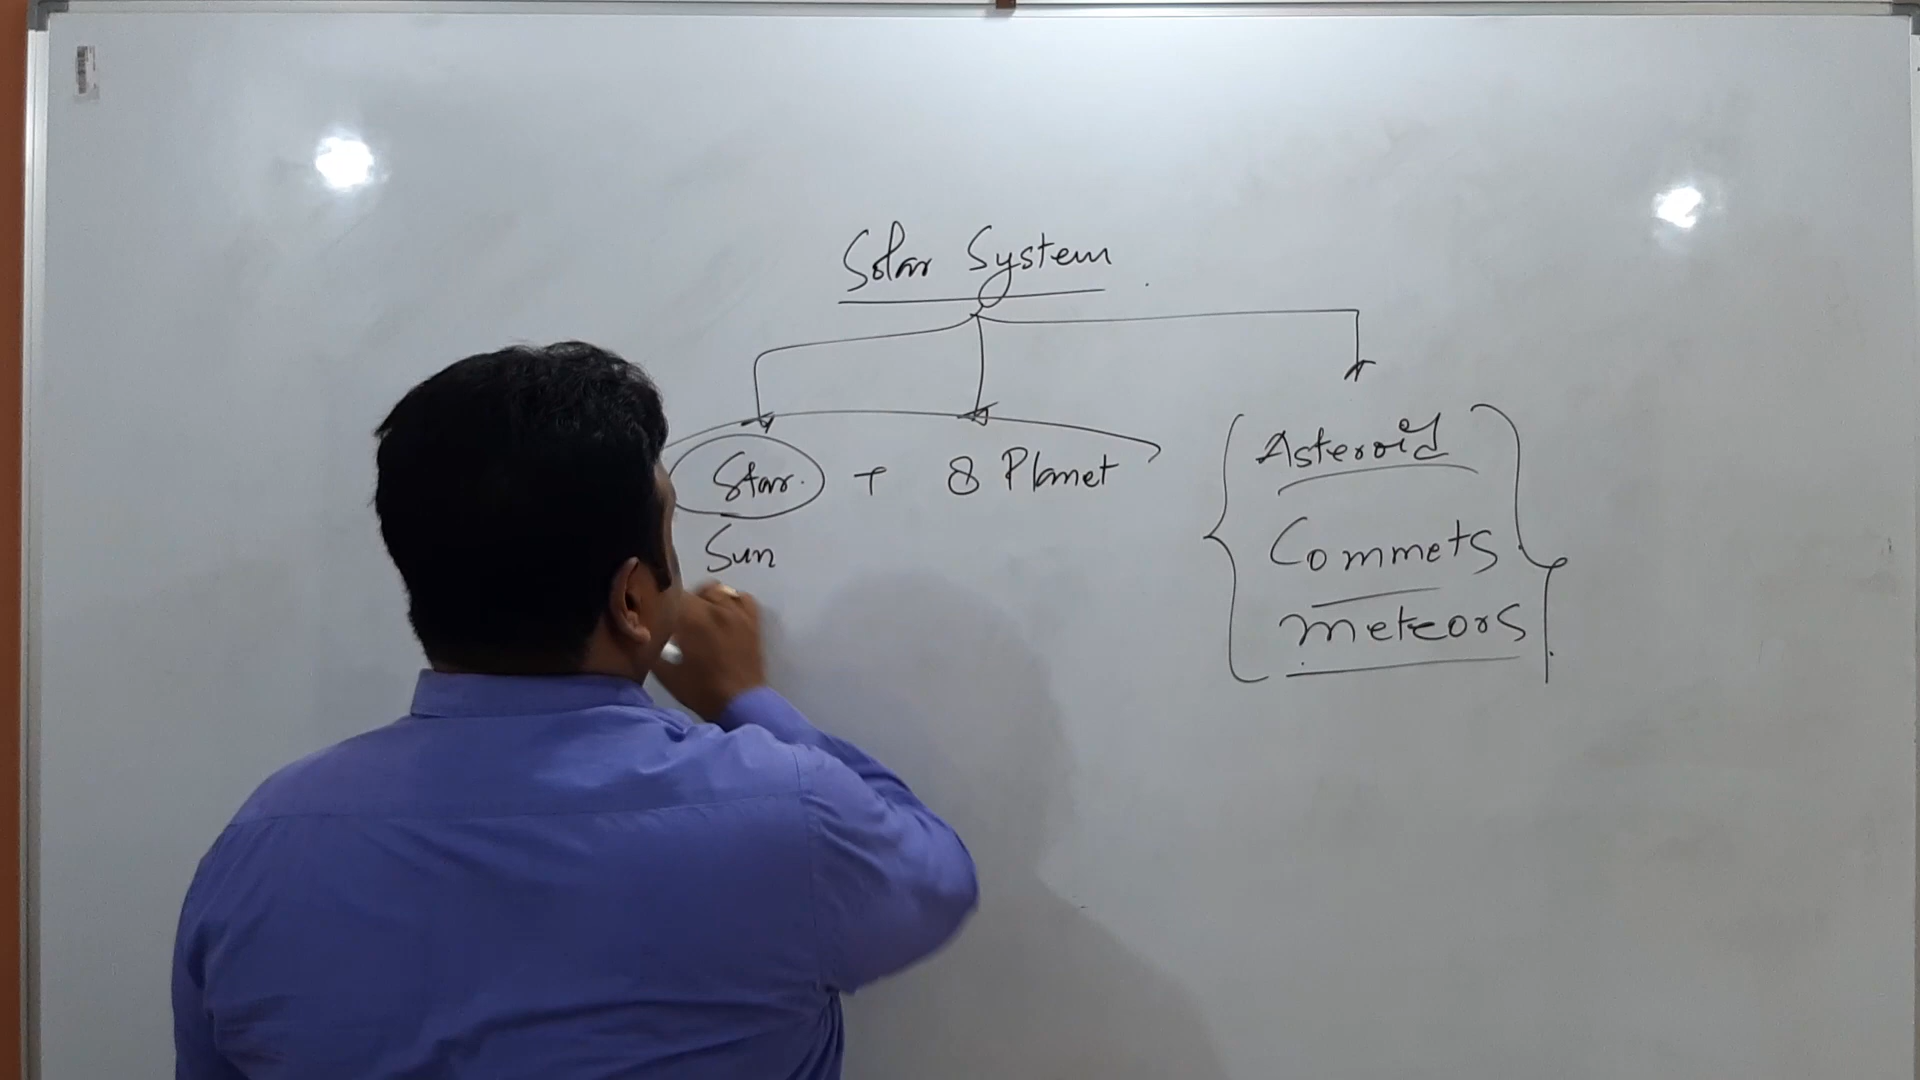 Solar System
Star. + 8 Planet
Sun
Asteroid
Commets
meteors